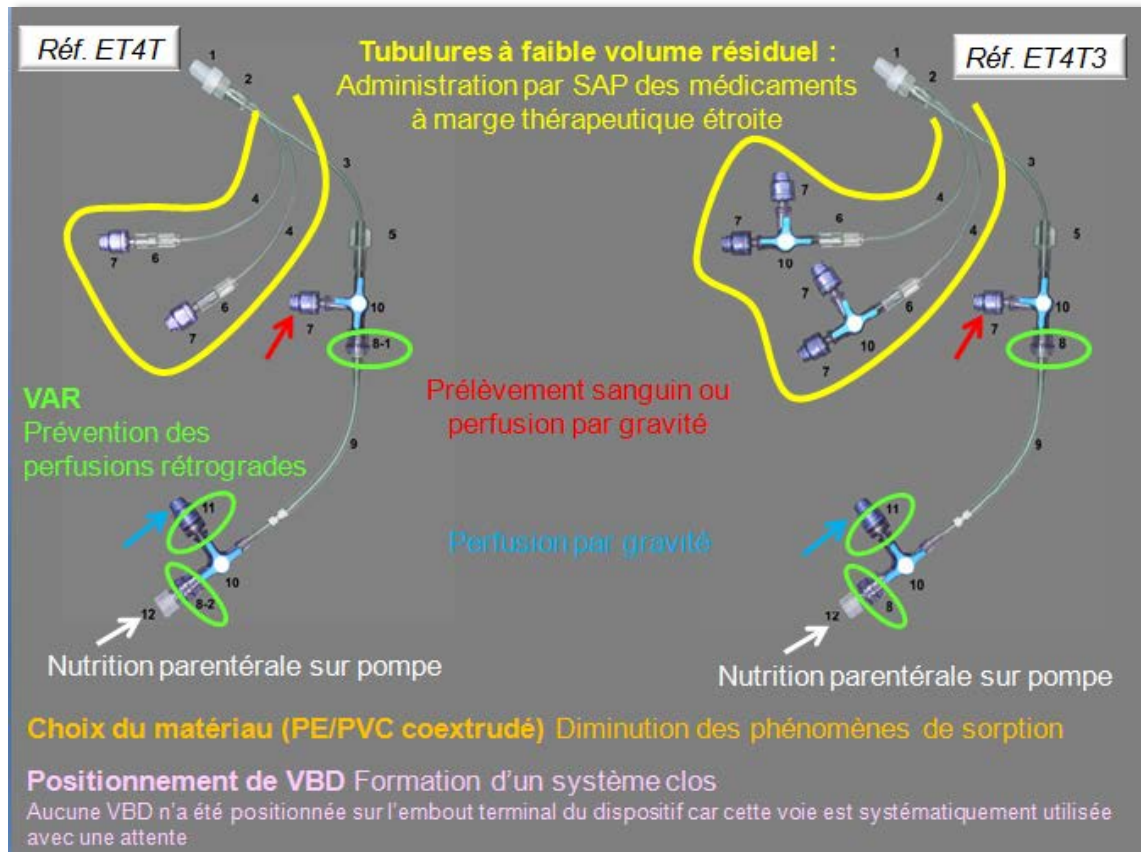 Réf. ET4T
Tubulures à faible volume résiduel :
Administration par SAP des médicaments
à marge thérapeutique étroite
Réf. ET4T3
1
2
3
4
4
5
6
7
6
7
7
10
8-1
9
11
10
8-2
12
1
2
3
4
4
5
7
7
6
10
7
6
10
7
7
10
8
9
11
10
8
12
VAR
Prévention des
perfusions rétrogrades
Prélèvement sanguin ou
perfusion par gravité
Perfusion par gravité
Nutrition parentérale sur pompe
Nutrition parentérale sur pompe
Choix du matériau (PE/PVC coextrudé) Diminution des phénomènes de sorption
Positionnement de VBD Formation d'un système clos
Aucune VBD n'a été positionnée sur l'embout terminal du dispositif car cette voie est systématiquement utilisée
avec une attente